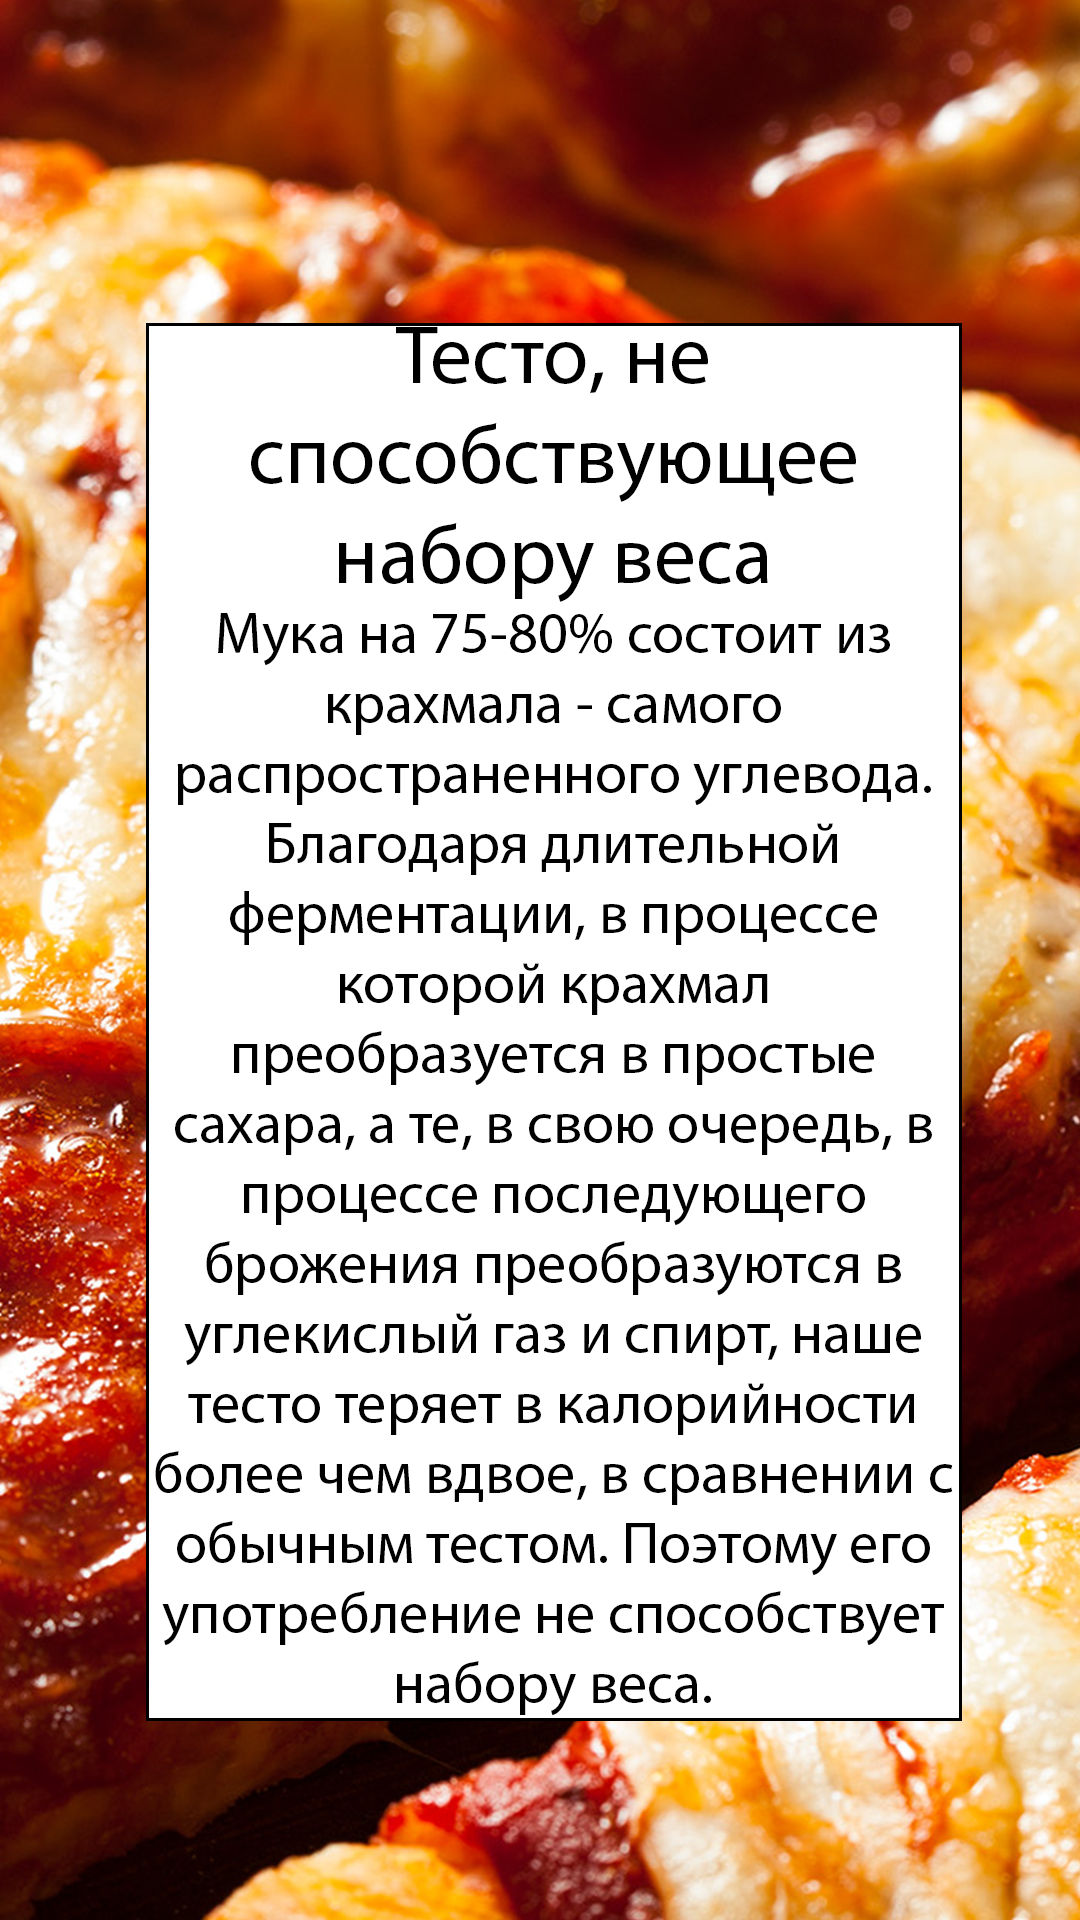 Тесто, не
способствующее
набору веса
Мука на 75-80% состоит из
крахмала - самого
распространенного углевода.
Благодаря длительной
ферментации, в процессе
которой крахмал
преобразуется в простые
сахара, а те, в свою очередь, в
процессе последующего
брожения преобразуются в
углекислый газ и спирт, наше
тесто теряет в калорийности
более чем вдвое, в сравнении с
обычным тестом. Поэтому его
употребление не способствует
набору веса.